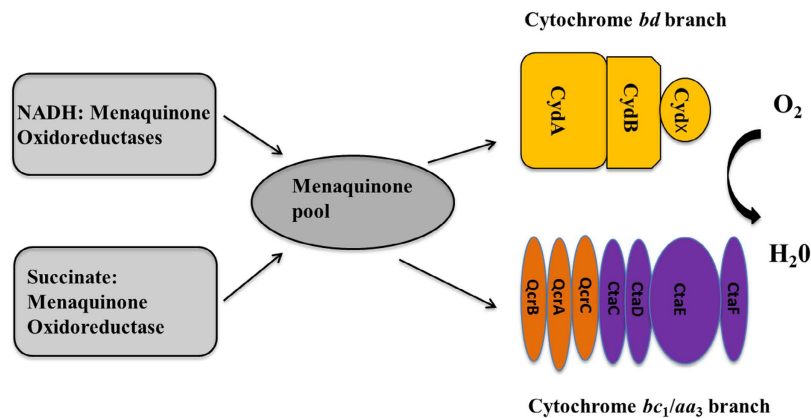 Cytochrome bd branch
NADH: Menaquinone
Oxidoreductases
CydA
CydB
CydX
O₂
Menaquinone
pool
Succinate:
Menaquinone
Oxidoreductase
QcrB
QcrA
QcrC
CtaC
CtaD
CtaE
CtaF
H₂0
Cytochrome bc₁/aa₃ branch